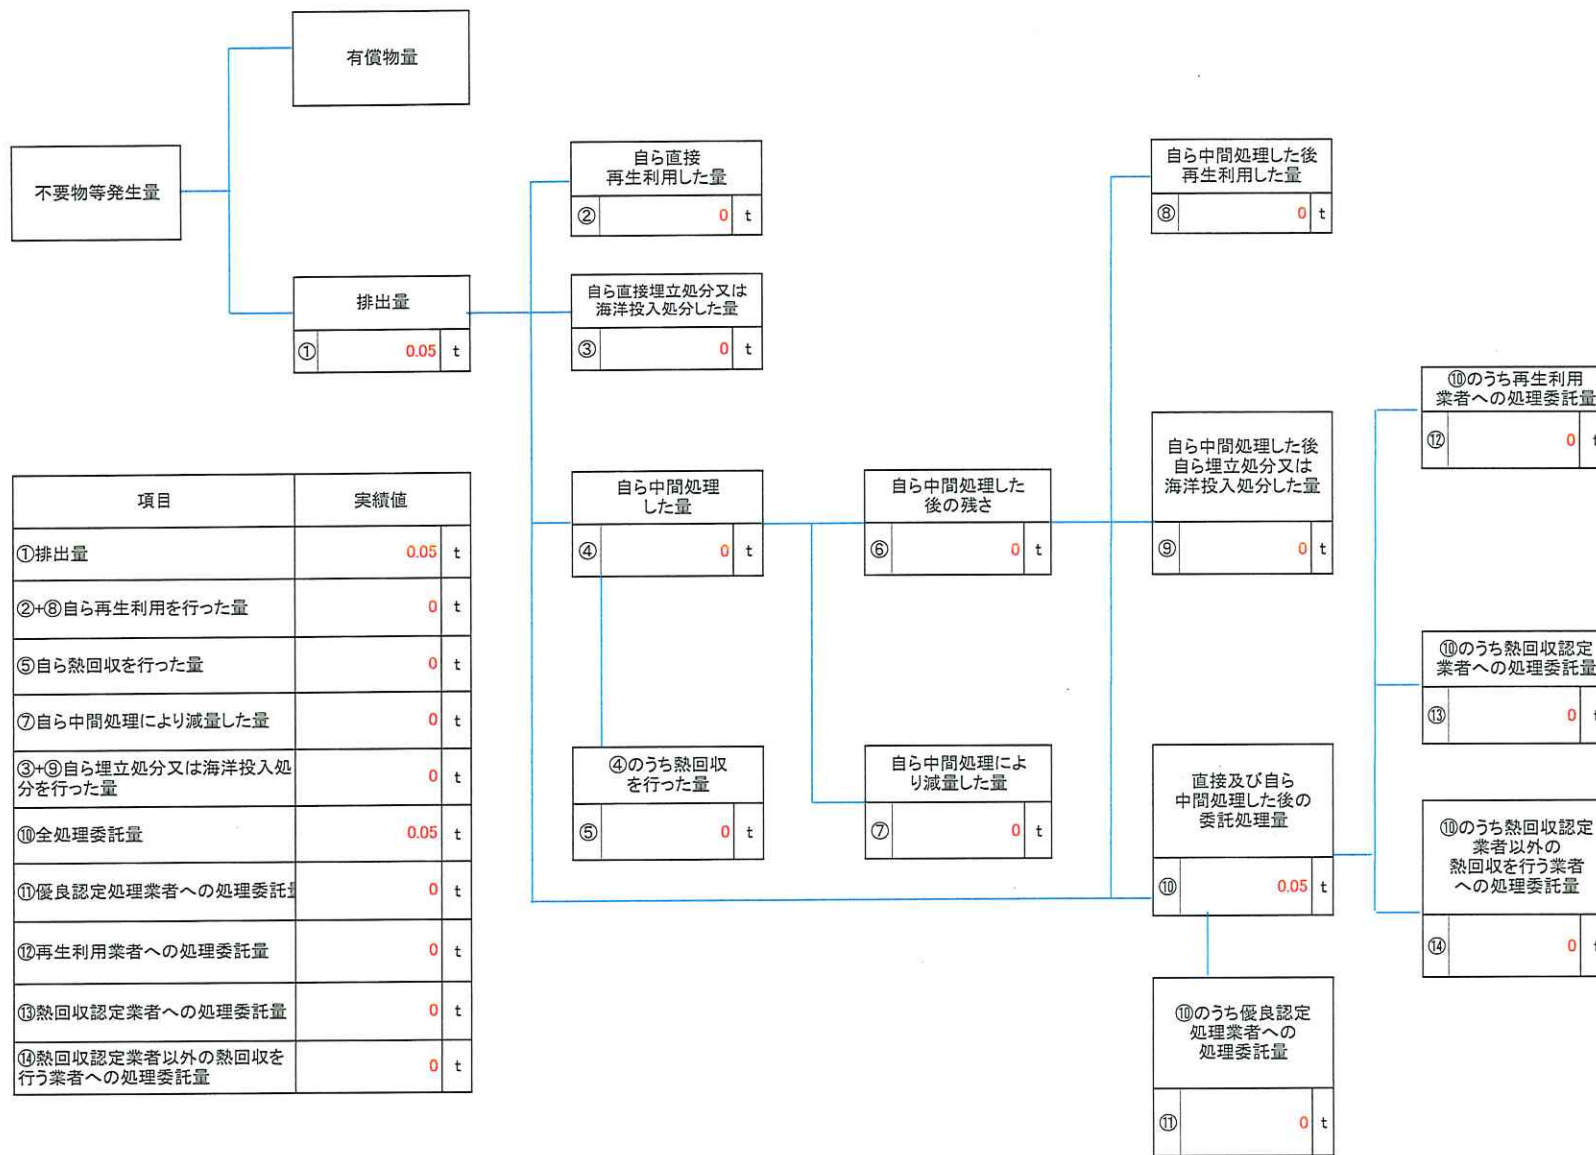 有償物量
不要物等発生量
排出量
① 0.05 t
自ら直接
再生利用した量
② 0 t
自ら直接埋立処分又は
海洋投入処分した量
③ 0 t
自ら中間処理
した量
④ 0 t
④のうち熱回収
を行った量
⑤ 0 t
自ら中間処理した
後の残さ
⑥ 0 t
自ら中間処理によ
り減量した量
⑦ 0 t
自ら中間処理した後
再生利用した量
⑧ 0 t
自ら中間処理した後
自ら埋立処分又は
海洋投入処分した量
⑨ 0 t
直接及び自ら
中間処理した後の
委託処理量
⑩ 0.05 t
⑩のうち優良認定
処理業者への
処理委託量
⑪ 0 t
⑩のうち再生利用
業者への処理委託量
⑫ 0 t
⑩のうち熱回収認定
業者への処理委託量
⑬ 0 t
⑩のうち熱回収認定
業者以外の
熱回収を行う業者
への処理委託量
⑭ 0 t
項目 実績値
①排出量 0.05 t
②+⑧自ら再生利用を行った量 0 t
⑤自ら熱回収を行った量 0 t
⑦自ら中間処理により減量した量 0 t
③+⑨自ら埋立処分又は海洋投入処
分を行った量 0 t
⑩全処理委託量 0.05 t
⑪優良認定処理業者への処理委託量 0 t
⑫再生利用業者への処理委託量 0 t
⑬熱回収認定業者への処理委託量 0 t
⑭熱回収認定業者以外の熱回収を
行う業者への処理委託量 0 t